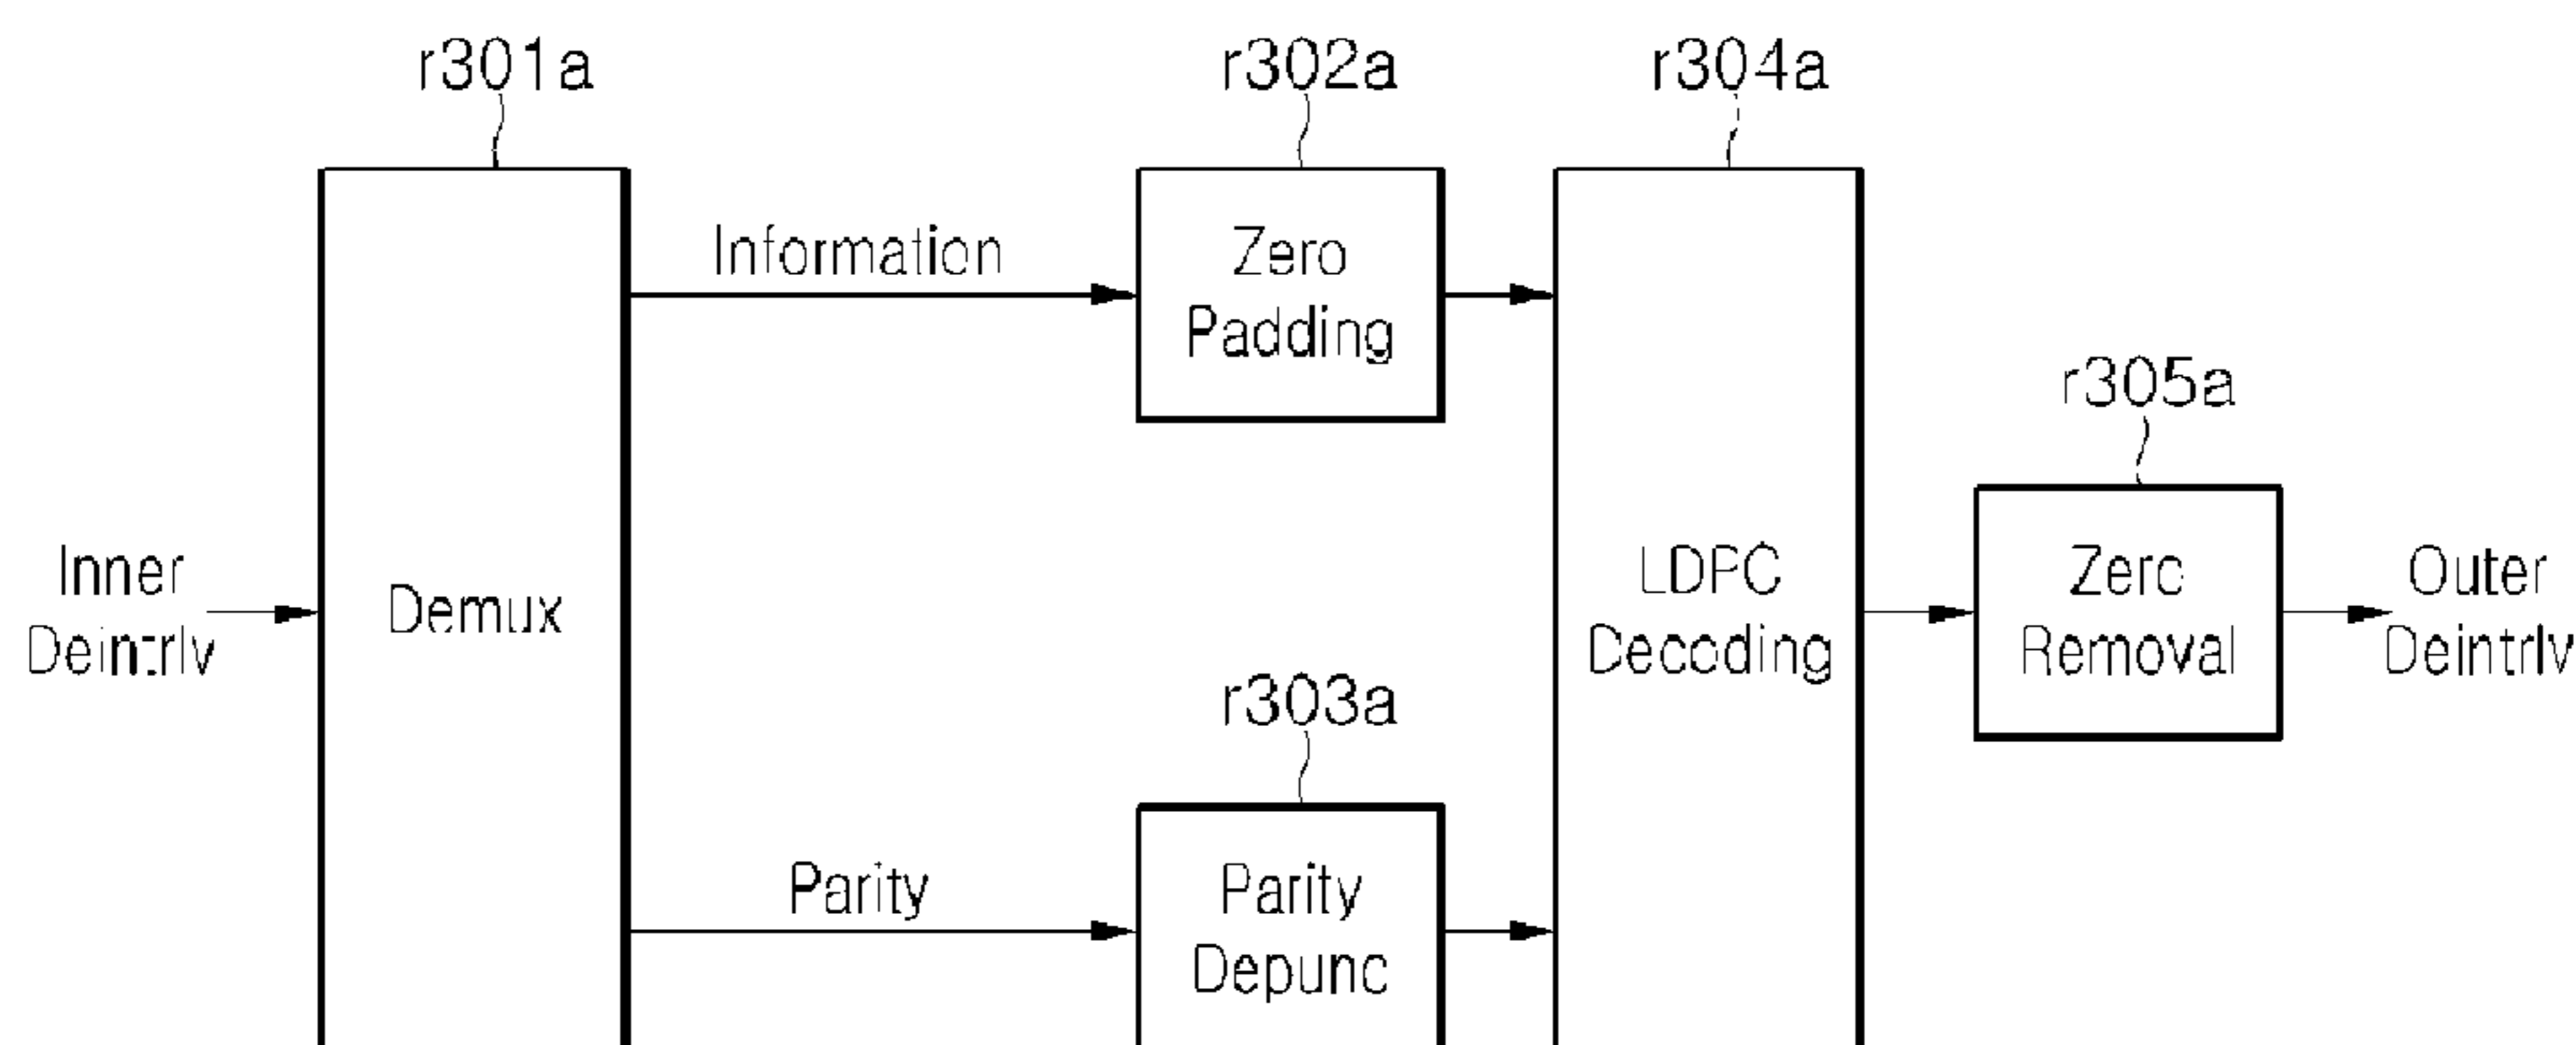 r301a
r302a
r304a
Information
Zero
Padding
r305a
Inner
Deintrlv
Demux
LDPC
Decoding
Zero
Removal
Outer
Deintrlv
r303a
Parity
Parity
Depunc